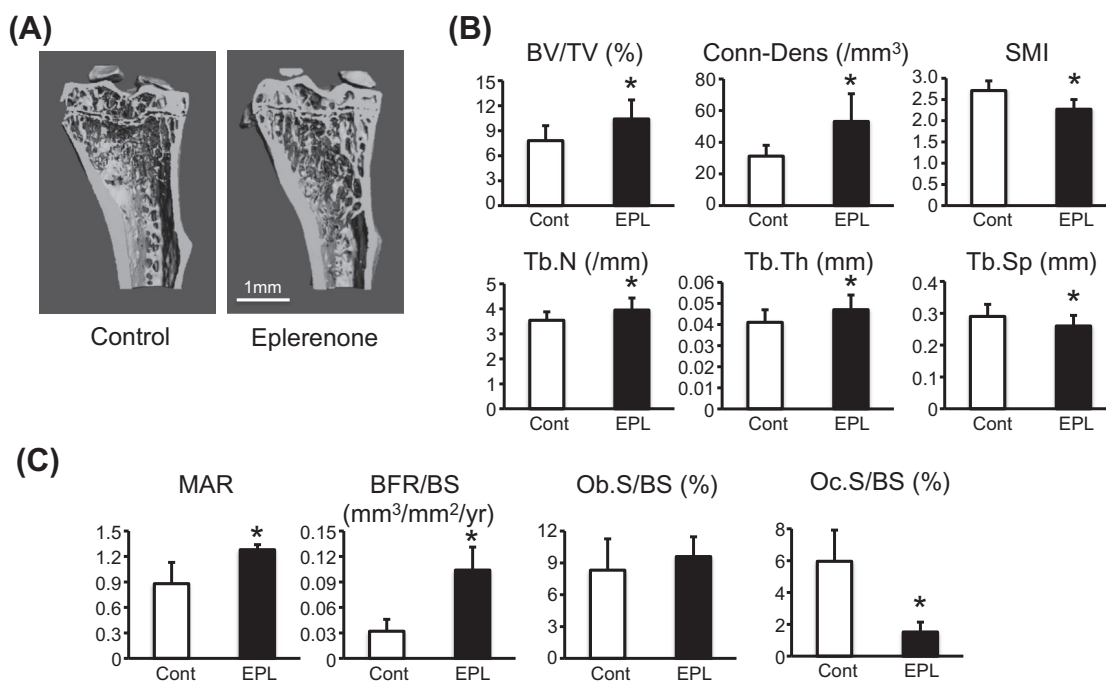 (A)
1mm
Control
Eplerenone
(B)
BV/TV (%)
15
12
9
6
3
0
*
Cont
EPL
Conn-Dens (/mm³)
80
60
40
20
0
*
Cont
EPL
SMI
3.0
2.5
2.0
1.5
1.0
0.5
0
*
Cont
EPL
Tb.N (/mm)
5
4
3
2
1
0
*
Cont
EPL
Tb.Th (mm)
0.06
0.05
0.04
0.03
0.02
0.01
0
*
Cont
EPL
Tb.Sp (mm)
0.4
0.3
0.2
0.1
0
*
Cont
EPL
(C)
MAR
1.5
1.2
0.9
0.6
0.3
0
*
Cont
EPL
BFR/BS
(mm³/mm²/yr)
0.15
0.12
0.09
0.06
0.03
0
*
Cont
EPL
Ob.S/BS (%)
12
9
6
3
0
Cont
EPL
Oc.S/BS (%)
8
6
4
2
0
*
Cont
EPL